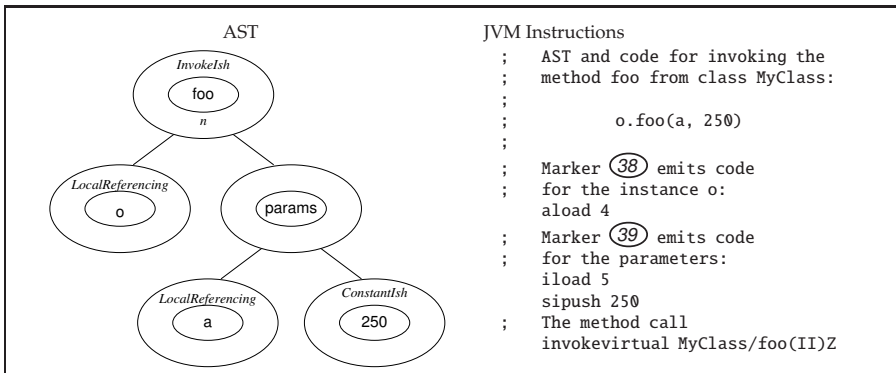 AST
InvokeIsh
foo
n
LocalReferencing
o
params
LocalReferencing
a
ConstantIsh
250
JVM Instructions
; AST and code for invoking the
; method foo from class MyClass:
;
; o.foo(a, 250)
;
; Marker 38 emits code
; for the instance o:
aload 4
; Marker 39 emits code
; for the parameters:
iload 5
sipush 250
; The method call
invokevirtual MyClass/foo(II)Z